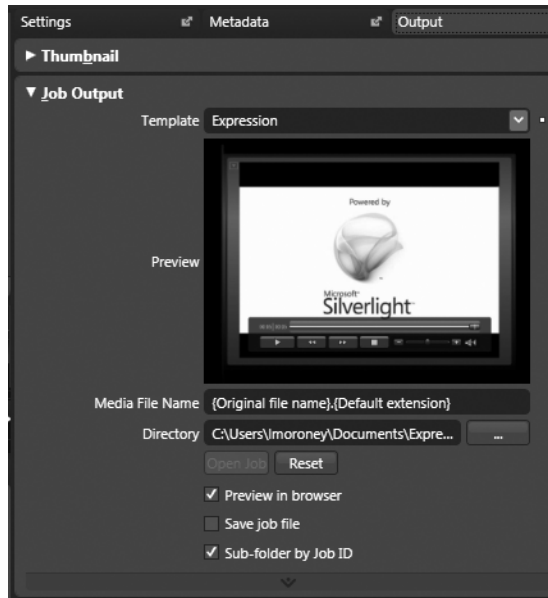 Settings Metadata Output
Thumbnail
Job Output
Template Expression
Powered by
Microsoft
Silverlight
Preview
Media File Name {Original file name}.{Default extension}
Directory C:\Users\lmoroney\Documents\Expre... ...
Open Job Reset
Preview in browser
Save job file
Sub-folder by Job ID